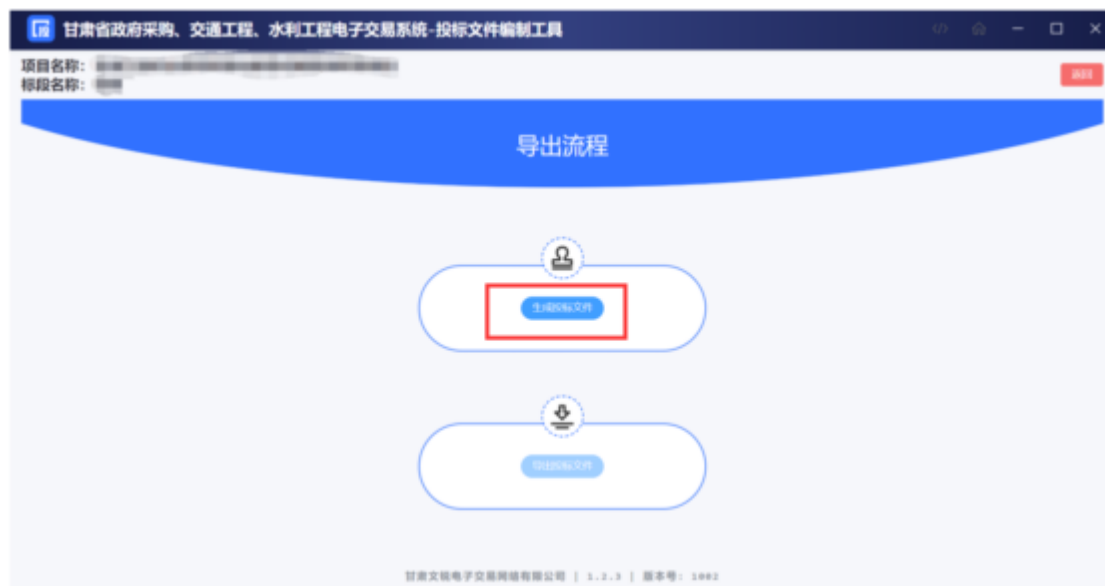 甘肃省政府采购、交通工程、水利工程电子交易系统-投标文件编制工具
项目名称:
标段名称:
返回
导出流程
生成投标文件
导出投标文件
甘肃文锐电子交易网络有限公司 | 1.2.3 | 版本号: 1002